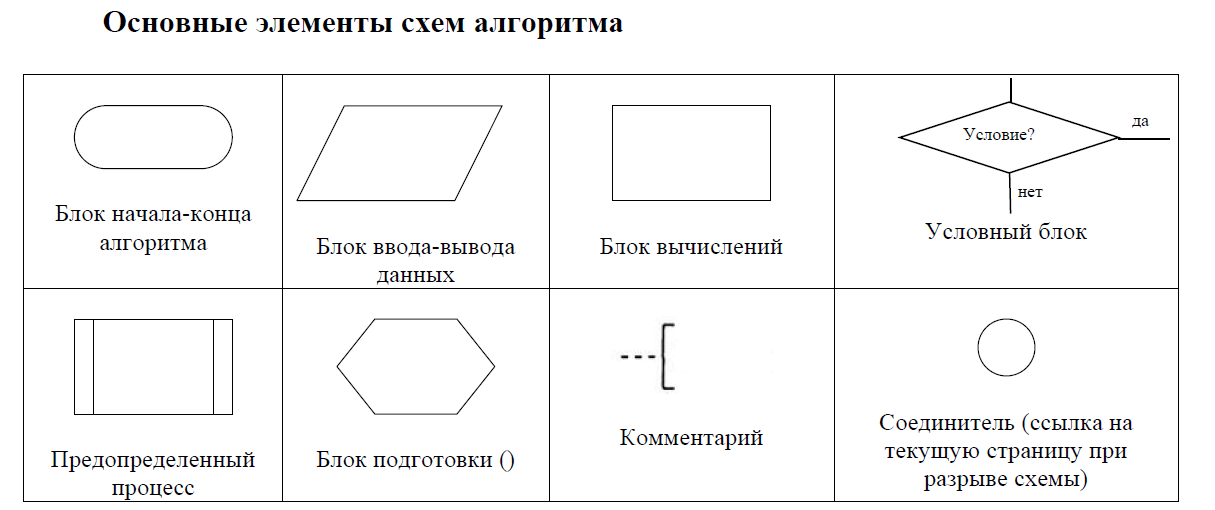 Основные элементы схем алгоритма
Условие?
да
нет
Блок начала-конца
алгоритма
Блок ввода-вывода
данных
Блок вычислений
Условный блок
Предопределенный
процесс
Блок подготовки ()
Комментарий
Соединитель (ссылка на
текущую страницу при
разрыве схемы)